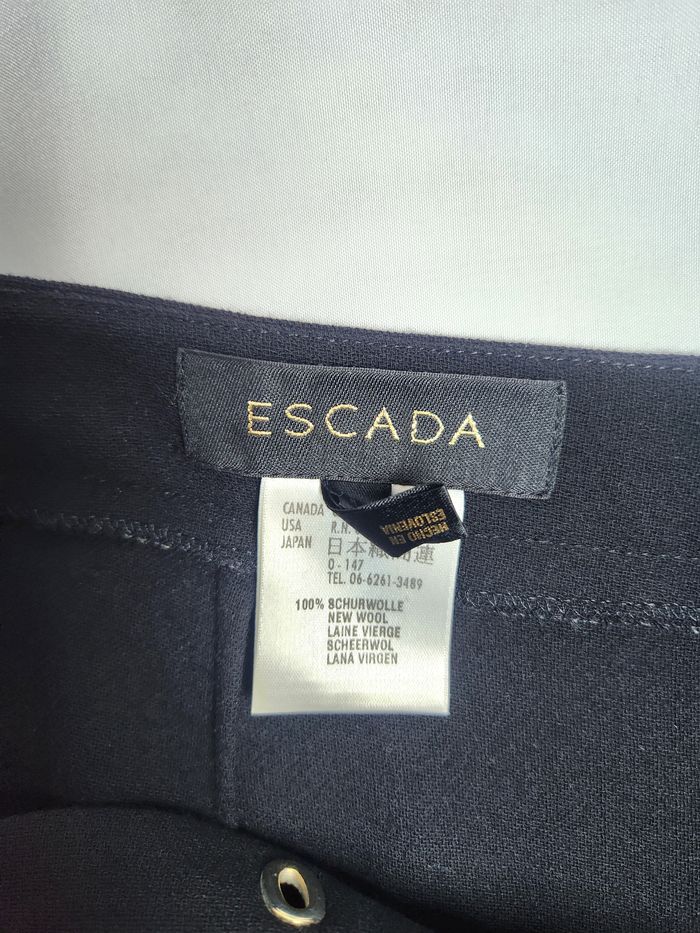 ESCADA
CANADA
USA R.N.
JAPAN 日本
0-147
TEL. 06-6261-3489
100% SCHURWOLLE
NEW WOOL
LAINE VIERGE
SCHEERWOL
LANA VIRGEN
HECHO EN
ESLOVENIA